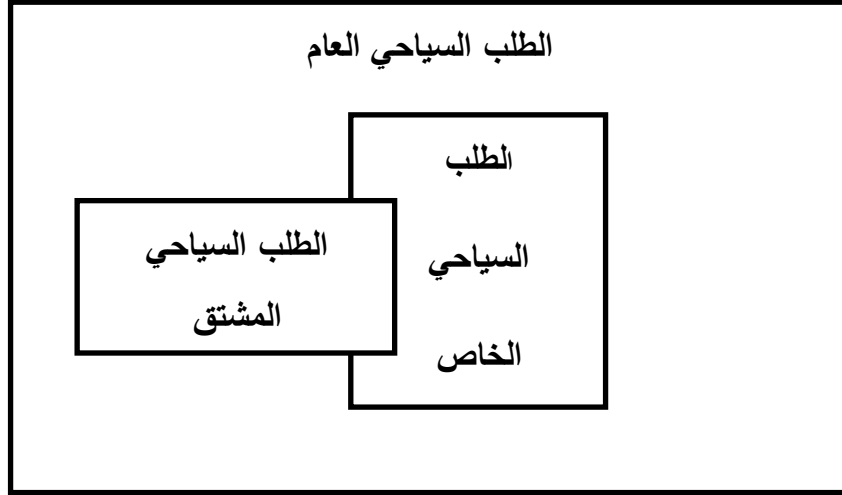 الطلب السياحي العام
الطلب
السياحي
الخاص
الطلب السياحي
المشتق